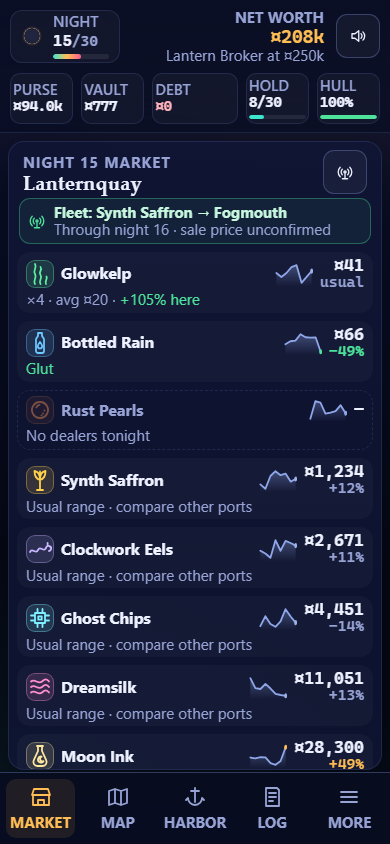 NIGHT
15/30
NET WORTH
¤208k
Lantern Broker at ¤250k
PURSE
¤94.0k
VAULT
¤777
DEBT
¤0
HOLD
8/30
HULL
100%
NIGHT 15 MARKET
Lanternquay
Fleet: Synth Saffron → Fogmouth
Through night 16 · sale price unconfirmed
Glowkelp
¤41
usual
×4 · avg ¤20 · +105% here
Bottled Rain
¤66
−49%
Glut
Rust Pearls
—
No dealers tonight
Synth Saffron
¤1,234
+12%
Usual range · compare other ports
Clockwork Eels
¤2,671
+11%
Usual range · compare other ports
Ghost Chips
¤4,451
−14%
Usual range · compare other ports
Dreamsilk
¤11,051
+13%
Usual range · compare other ports
Moon Ink
¤28,300
+49%
MARKET
MAP
HARBOR
LOG
MORE